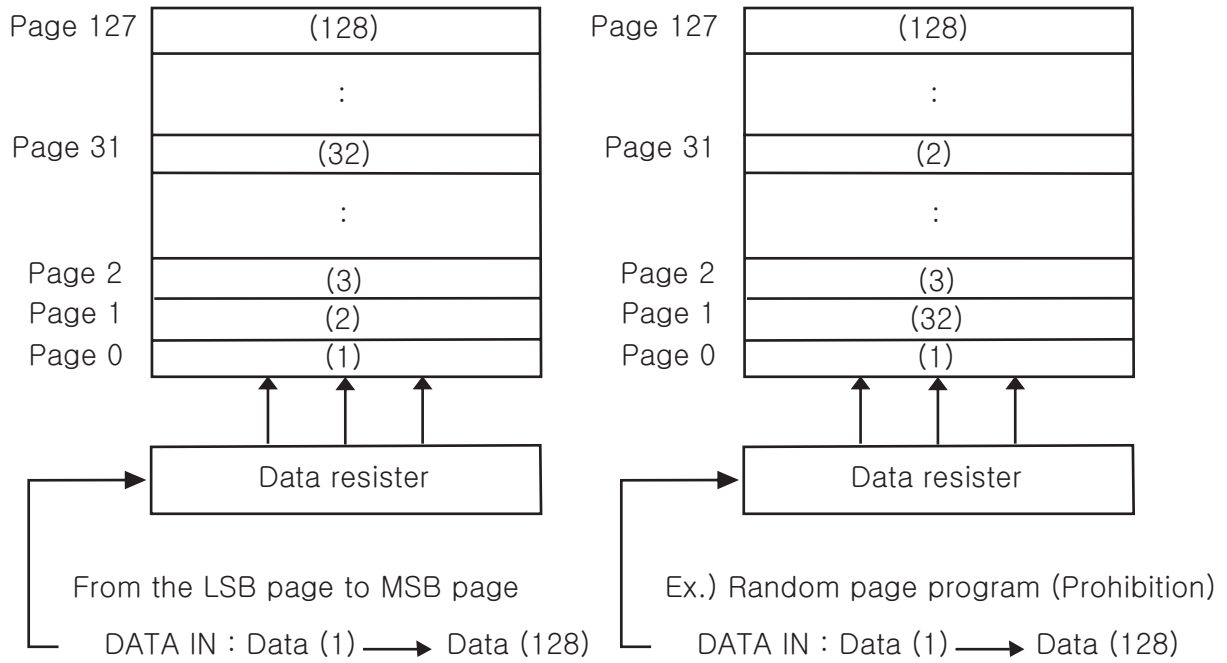 Page 127 (128)
:
Page 31 (32)
:
Page 2 (3)
Page 1 (2)
Page 0 (1)
Data resister
From the LSB page to MSB page
DATA IN : Data (1) Data (128)
Page 127 (128)
:
Page 31 (2)
:
Page 2 (3)
Page 1 (32)
Page 0 (1)
Data resister
Ex.) Random page program (Prohibition)
DATA IN : Data (1) Data (128)